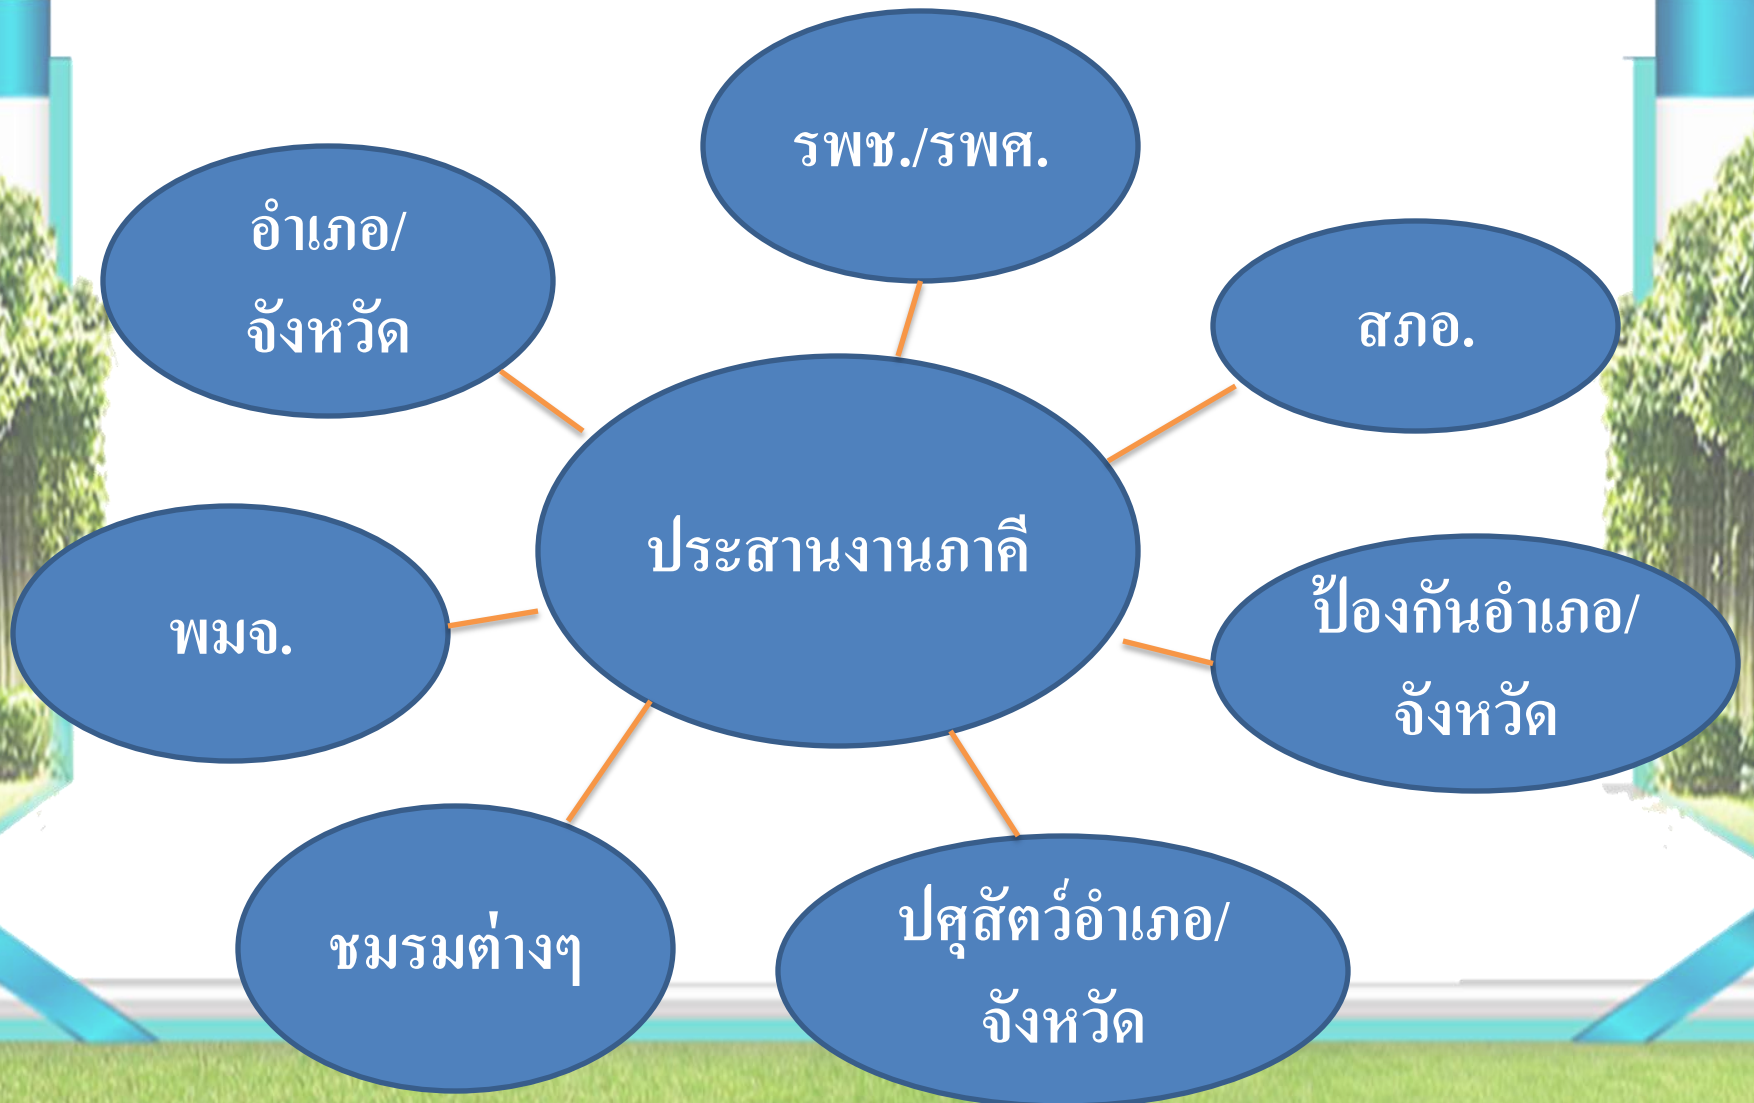 รพช./รพศ.
อำเภอ/
จังหวัด
สภอ.
ประสานงานภาคี
พมจ.
ป้องกันอำเภอ/
จังหวัด
ชมรมต่างๆ
ปศุสัตว์อำเภอ/
จังหวัด